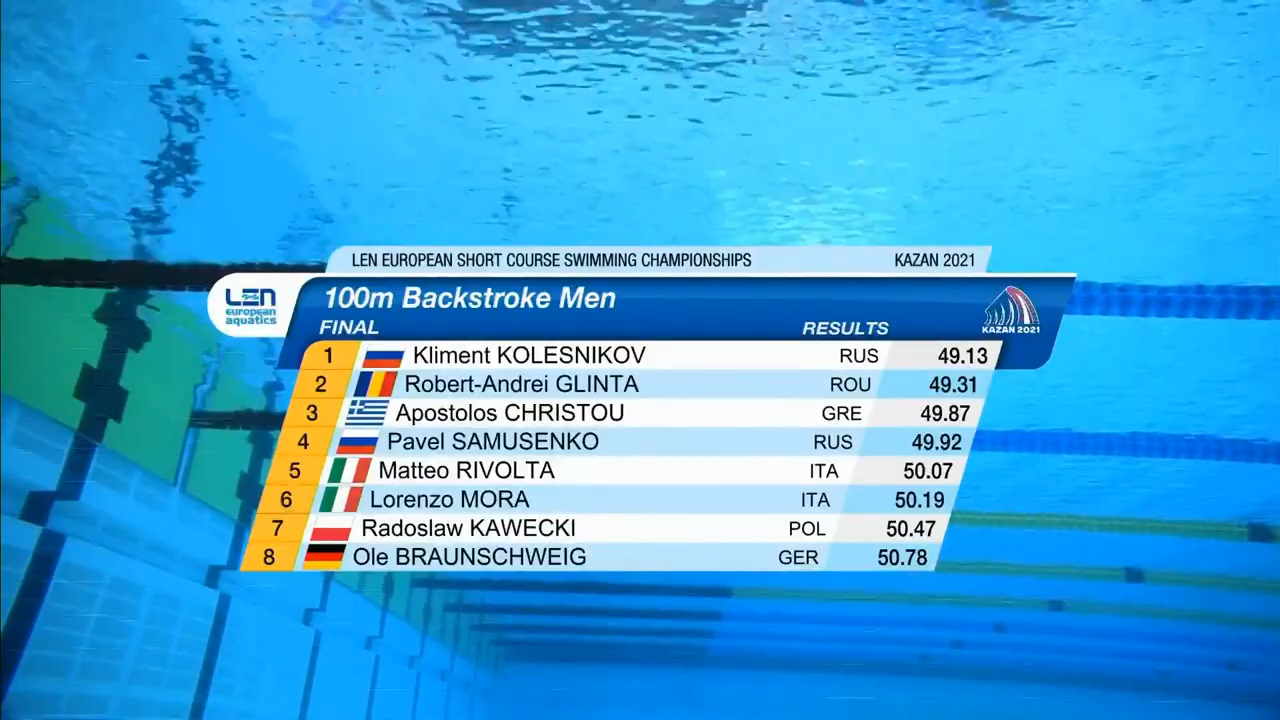 LEN EUROPEAN SHORT COURSE SWIMMING CHAMPIONSHIPS KAZAN 2021
LEN
european
aquatics
100m Backstroke Men
FINAL RESULTS
KAZAN 2021
1 Kliment KOLESNIKOV RUS 49.13
2 Robert-Andrei GLINTA ROU 49.31
3 Apostolos CHRISTOU GRE 49.87
4 Pavel SAMUSENKO RUS 49.92
5 Matteo RIVOLTA ITA 50.07
6 Lorenzo MORA ITA 50.19
7 Radoslaw KAWECKI POL 50.47
8 Ole BRAUNSCHWEIG GER 50.78